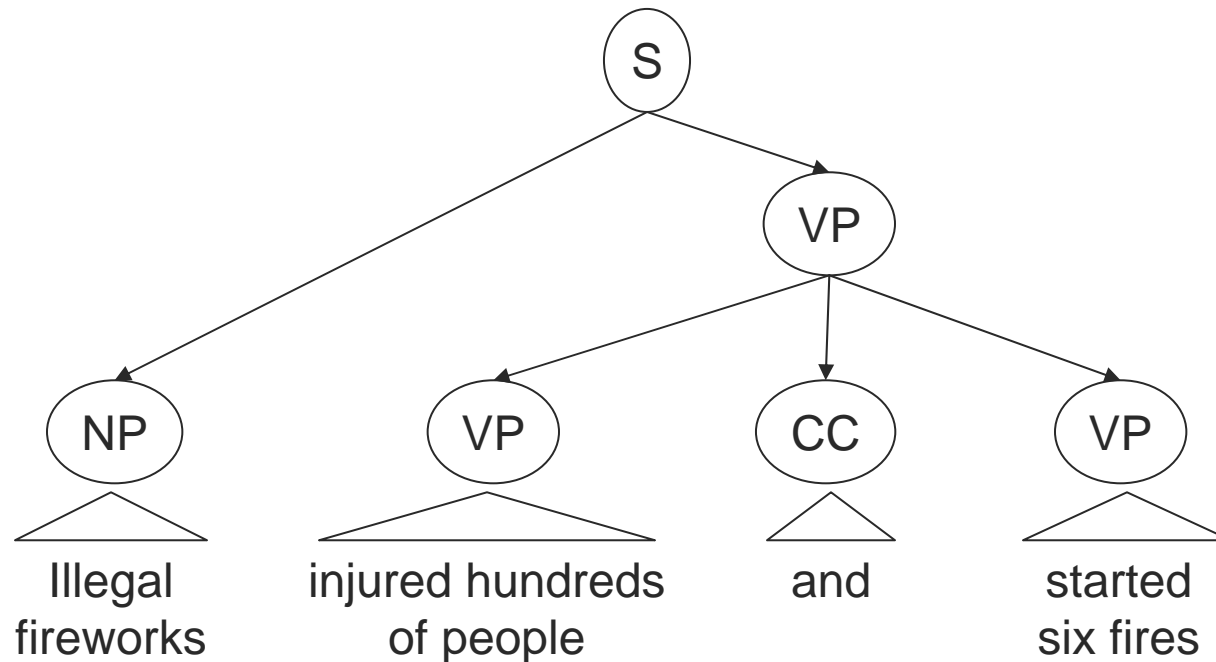 S
VP
NP
VP
CC
VP
Illegal
fireworks
injured hundreds
of people
and
started
six fires